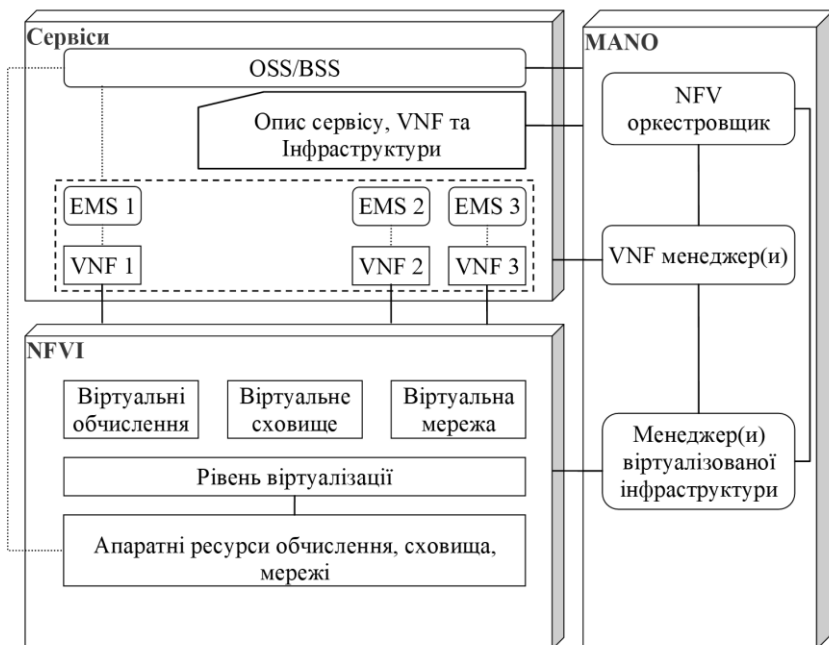 Сервіси
OSS/BSS
Опис сервісу, VNF та
Інфраструктури
EMS 1
EMS 2
EMS 3
VNF 1
VNF 2
VNF 3
NFVI
Віртуальні
обчислення
Віртуальне
сховище
Віртуальна
мережа
Рівень віртуалізації
Апаратні ресурси обчислення, сховища,
мережі
MANO
NFV
оркестровщик
VNF менеджер(и)
Менеджер(и)
віртуалізованої
інфраструктури